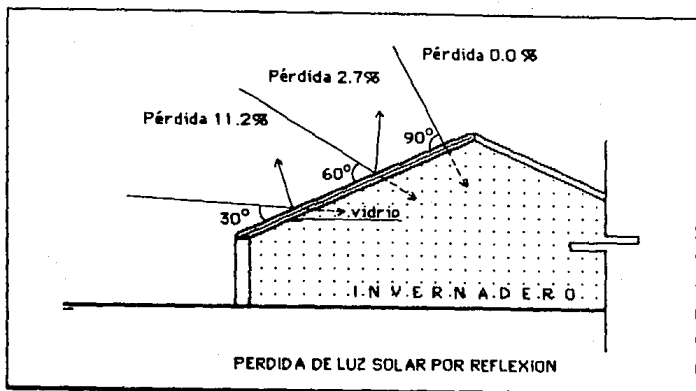 Pérdida 0.0 %
Pérdida 2.7%
Pérdida 11.2%
90°
60°
30°
vidrio
INVERNADERO
PERDIDA DE LUZ SOLAR POR REFLEXION